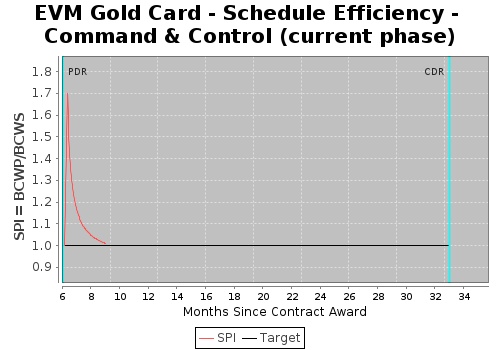 EVM Gold Card - Schedule Efficiency -
Command & Control (current phase)
PDR
CDR
1.8
1.7
1.6
1.5
1.4
1.3
1.2
1.1
1.0
0.9
SPI = BCWP/BCWS
6 8 10 12 14 16 18 20 22 24 26 28 30 32 34
Months Since Contract Award
SPI Target